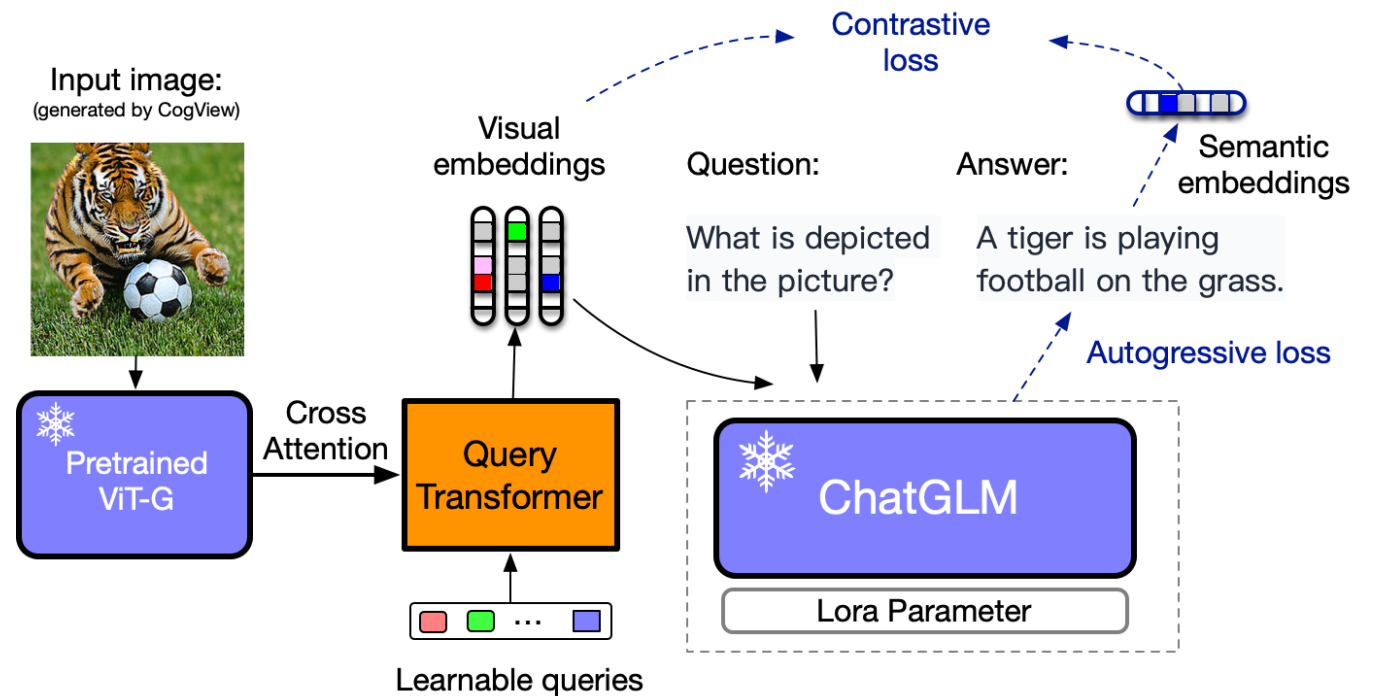 Input image:
(generated by CogView)
Pretrained
ViT-G
Cross
Attention
Visual
embeddings
Query
Transformer
Learnable queries
Contrastive
loss
Question:
What is depicted
in the picture?
Answer:
A tiger is playing
football on the grass.
Semantic
embeddings
Autogressive loss
ChatGLM
Lora Parameter